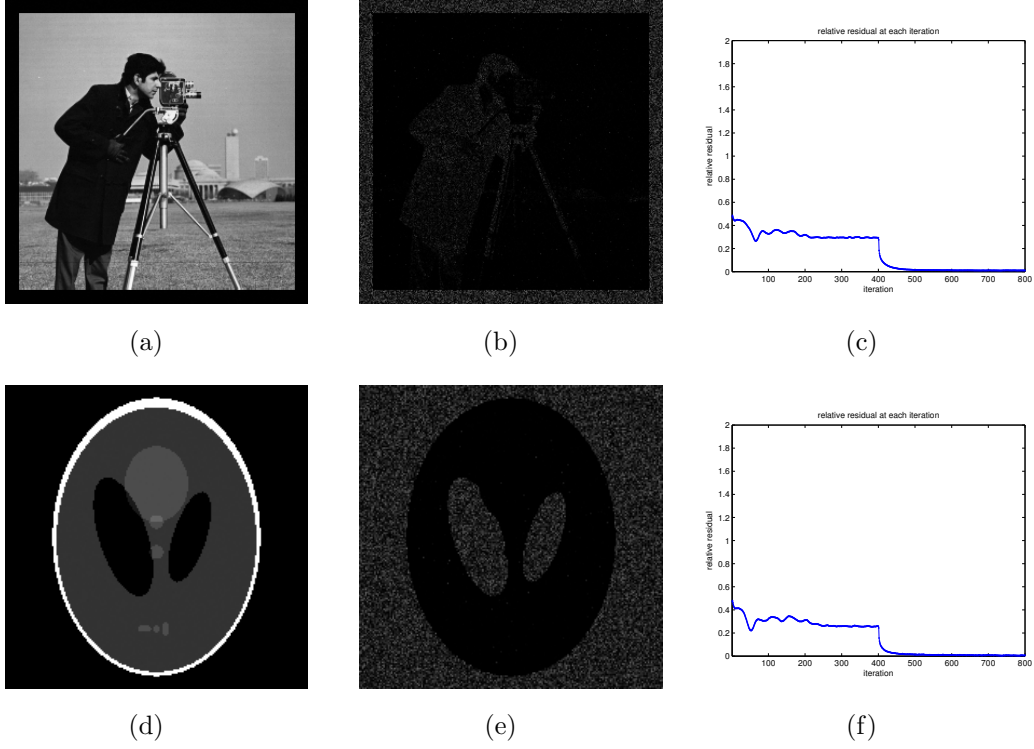 relative residual at each iteration
2
1.8
1.6
1.4
1.2
1
0.8
0.6
0.4
0.2
0
relative residual
100 200 300 400 500 600 700 800
iteration
(a) (b) (c)
relative residual at each iteration
2
1.8
1.6
1.4
1.2
1
0.8
0.6
0.4
0.2
0
relative residual
100 200 300 400 500 600 700 800
iteration
(d) (e) (f)